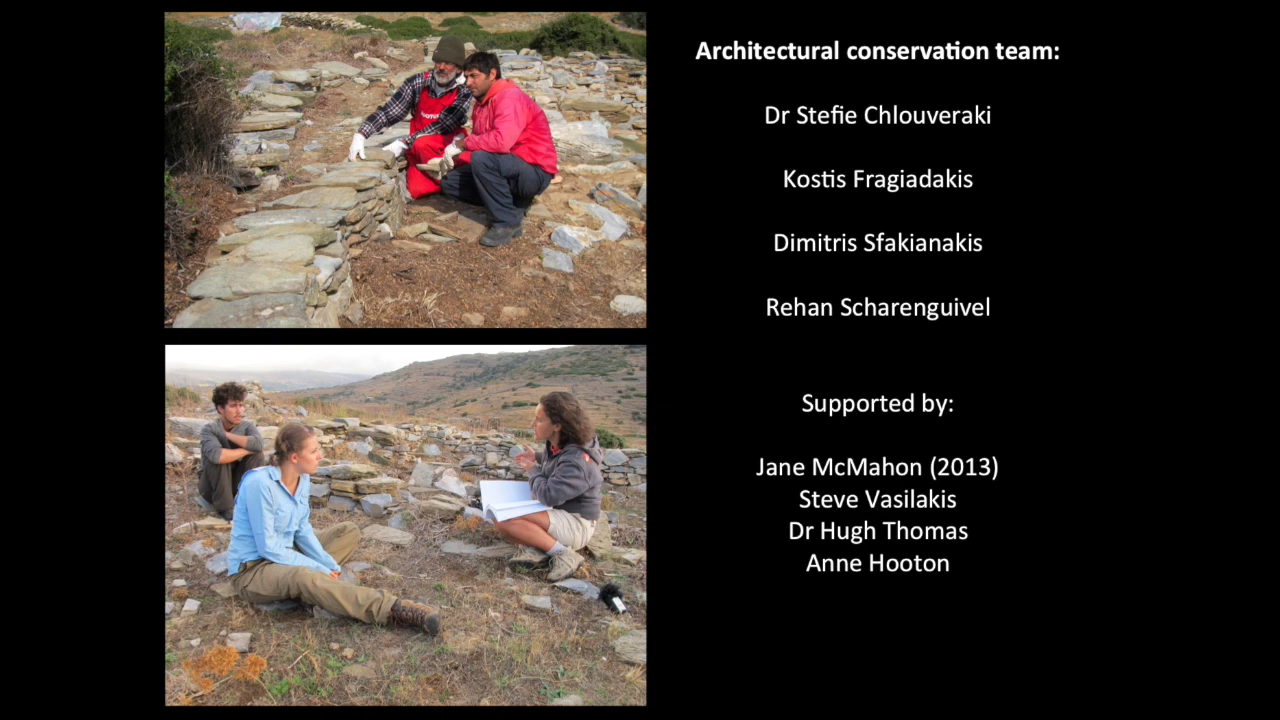 Architectural conservation team:
Dr Stefie Chlouveraki
Kostis Fragiadakis
Dimitris Sfakianakis
Rehan Scharenguivel
Supported by:
Jane McMahon (2013)
Steve Vasilakis
Dr Hugh Thomas
Anne Hooton